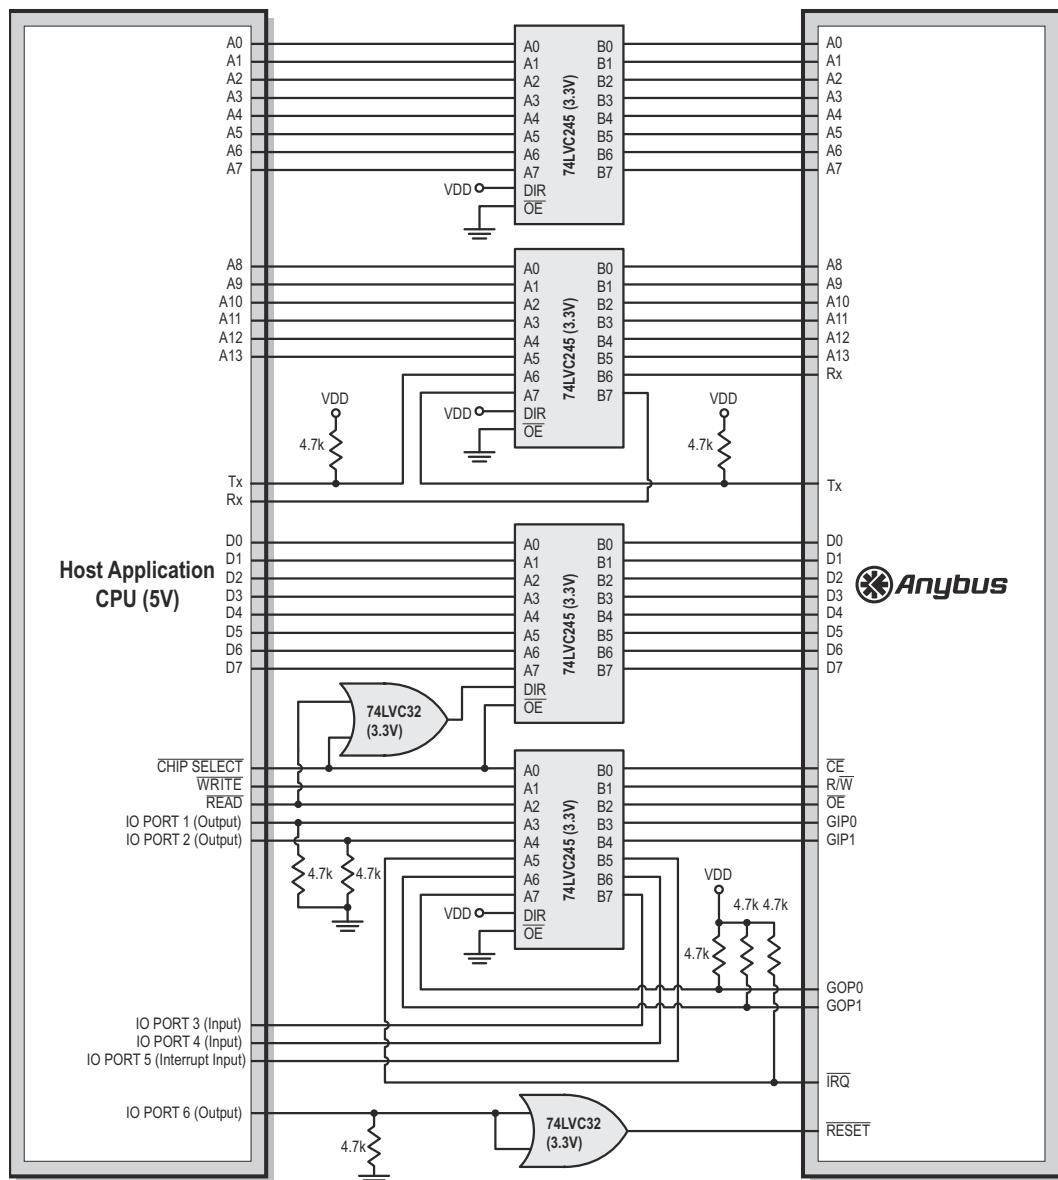 A0 A0 B0 A0
A1 A1 B1 A1
A2 A2 B2 A2
A3 A3 B3 A3
A4 A4 B4 A4
A5 A5 B5 A5
A6 A6 B6 A6
A7 A7 B7 A7
74LVC245 (3.3V)
VDD DIR
OE
A8 A0 B0 A8
A9 A1 B1 A9
A10 A2 B2 A10
A11 A3 B3 A11
A12 A4 B4 A12
A13 A5 B5 A13
A6 B6 Rx
A7 B7
74LVC245 (3.3V)
VDD VDD DIR VDD
OE
4.7k 4.7k
Tx Tx
Rx
D0 A0 B0 D0
D1 A1 B1 D1
D2 A2 B2 D2
D3 A3 B3 D3
D4 A4 B4 D4
D5 A5 B5 D5
D6 A6 B6 D6
D7 A7 B7 D7
74LVC245 (3.3V)
Host Application
CPU (5V)
Anybus
DIR
OE
74LVC32
(3.3V)
CHIP SELECT A0 B0 CE
WRITE A1 B1 R/W
READ A2 B2 OE
IO PORT 1 (Output) A3 B3 GIP0
IO PORT 2 (Output) A4 B4 GIP1
A5 B5
A6 B6
A7 B7
74LVC245 (3.3V)
4.7k 4.7k
VDD DIR
OE
VDD
4.7k 4.7k
4.7k
GOP0
GOP1
IO PORT 3 (Input)
IO PORT 4 (Input)
IO PORT 5 (Interrupt Input)
IRQ
IO PORT 6 (Output)
74LVC32
(3.3V)
RESET
4.7k